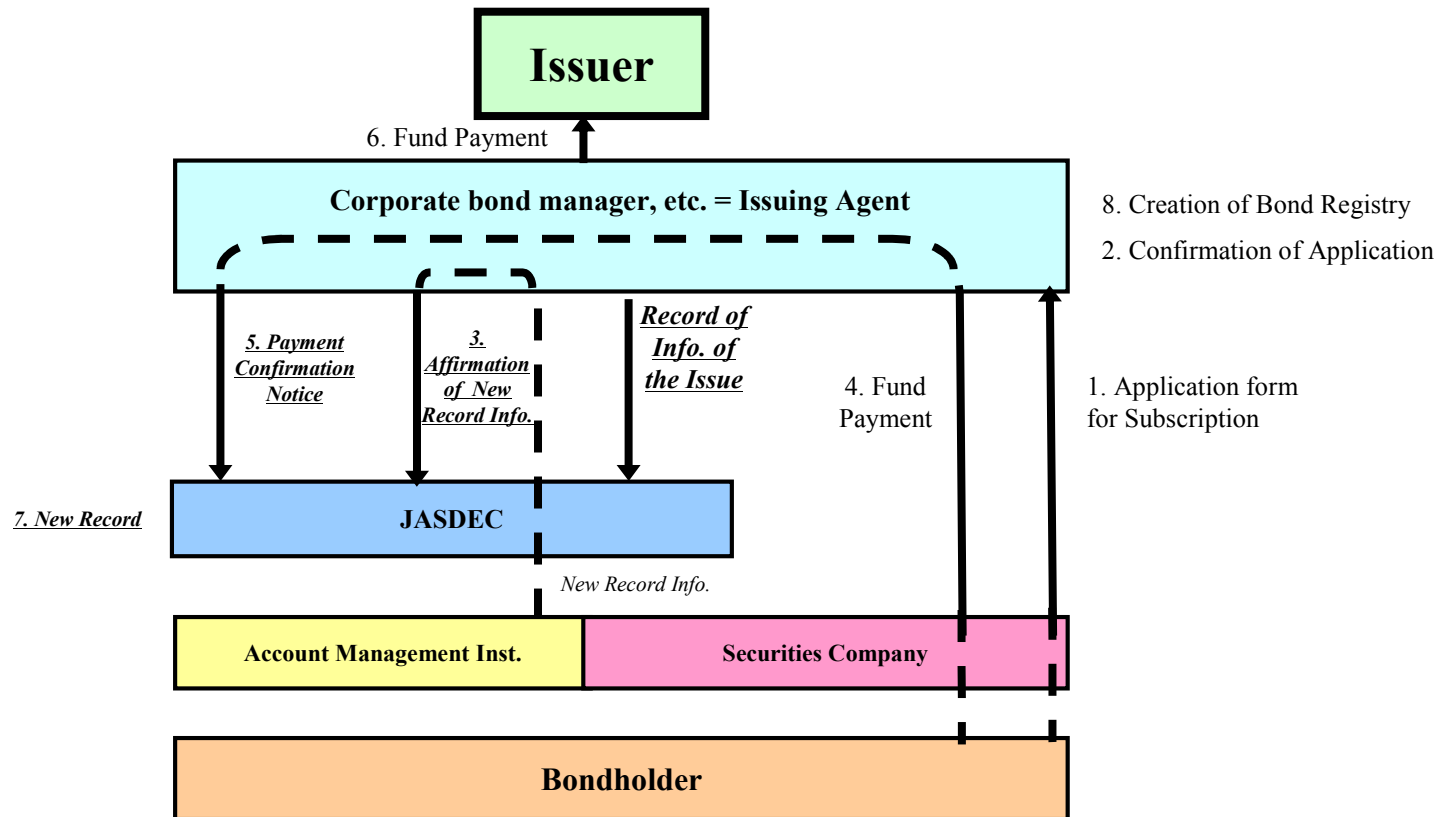 Issuer
6. Fund Payment
Corporate bond manager, etc. = Issuing Agent
8. Creation of Bond Registry
2. Confirmation of Application
5. Payment
Confirmation
Notice
3.
Affirmation
of New
Record Info.
Record of
Info. of
the Issue
4. Fund
Payment
1. Application form
for Subscription
7. New Record
JASDEC
New Record Info.
Account Management Inst.
Securities Company
Bondholder